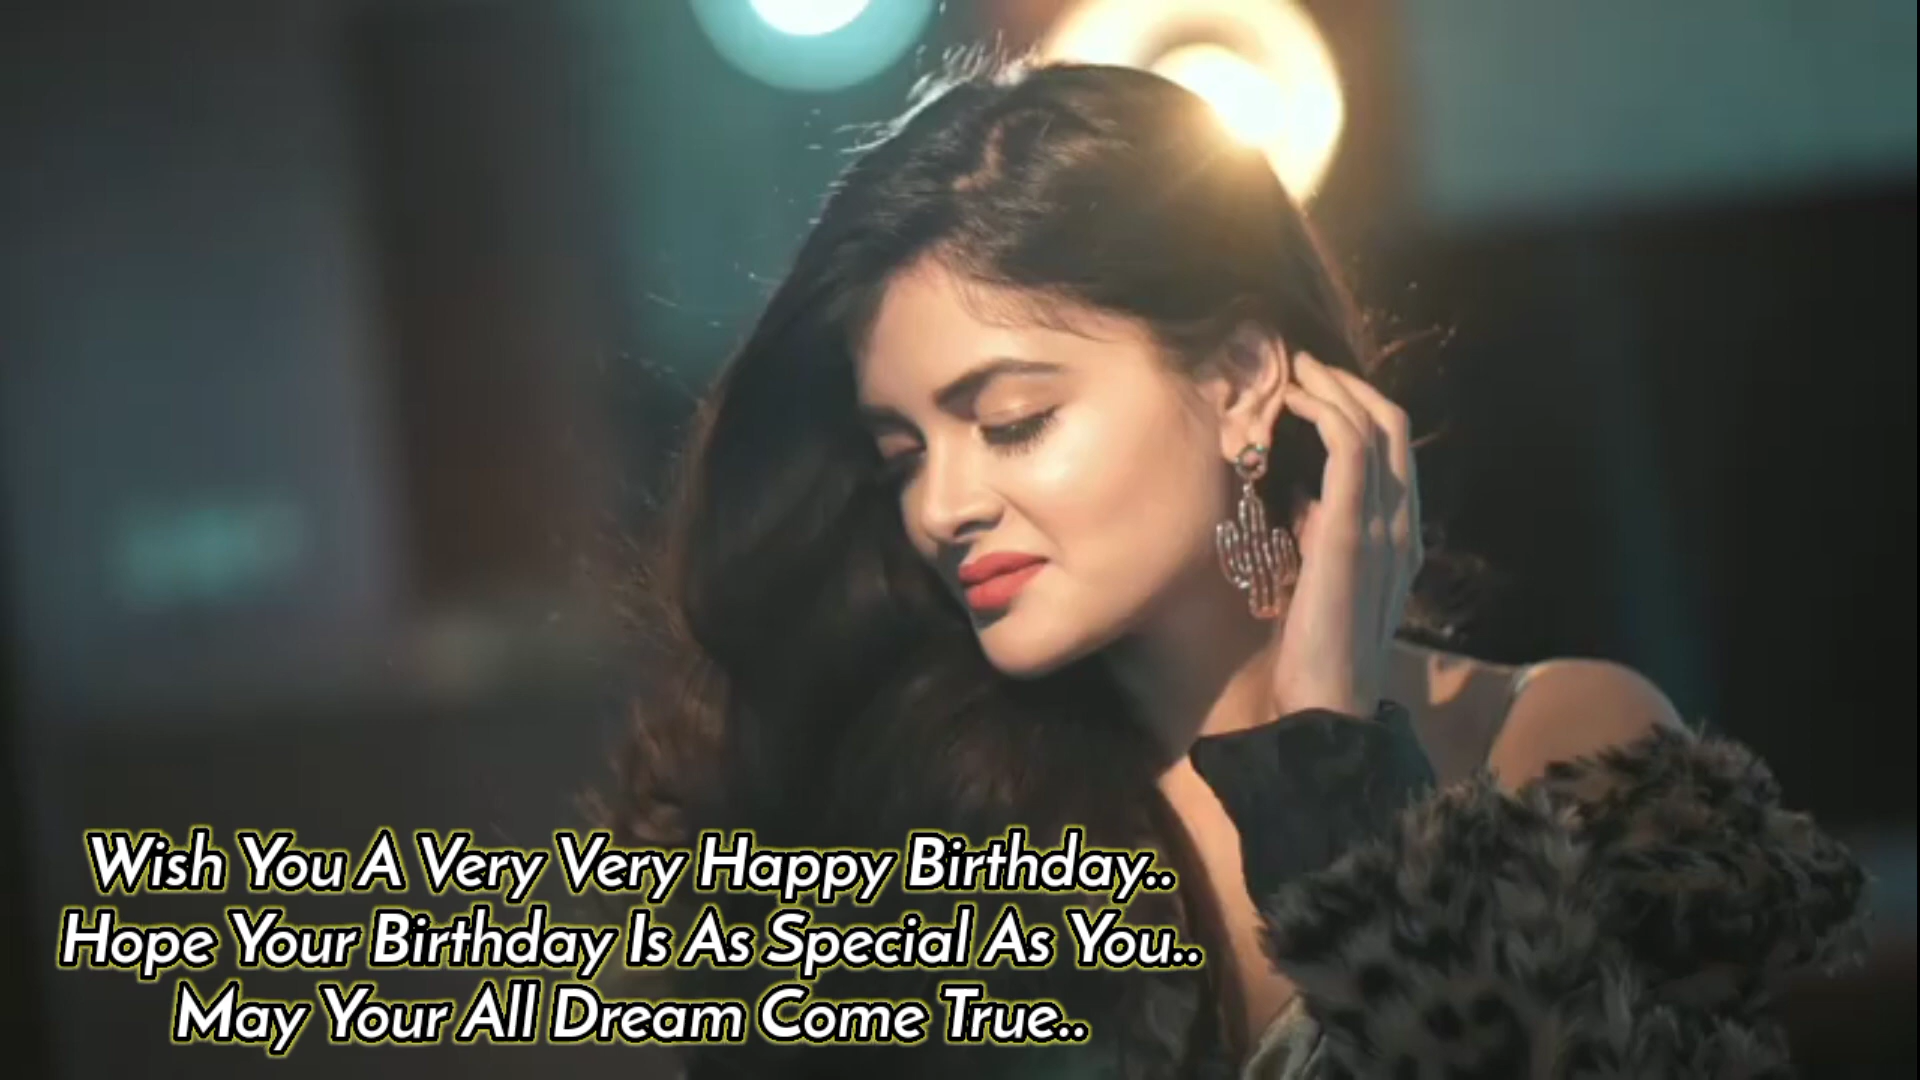 Wish You A Very Very Happy Birthday..
Hope Your Birthday Is As Special As You..
May Your All Dream Come True..